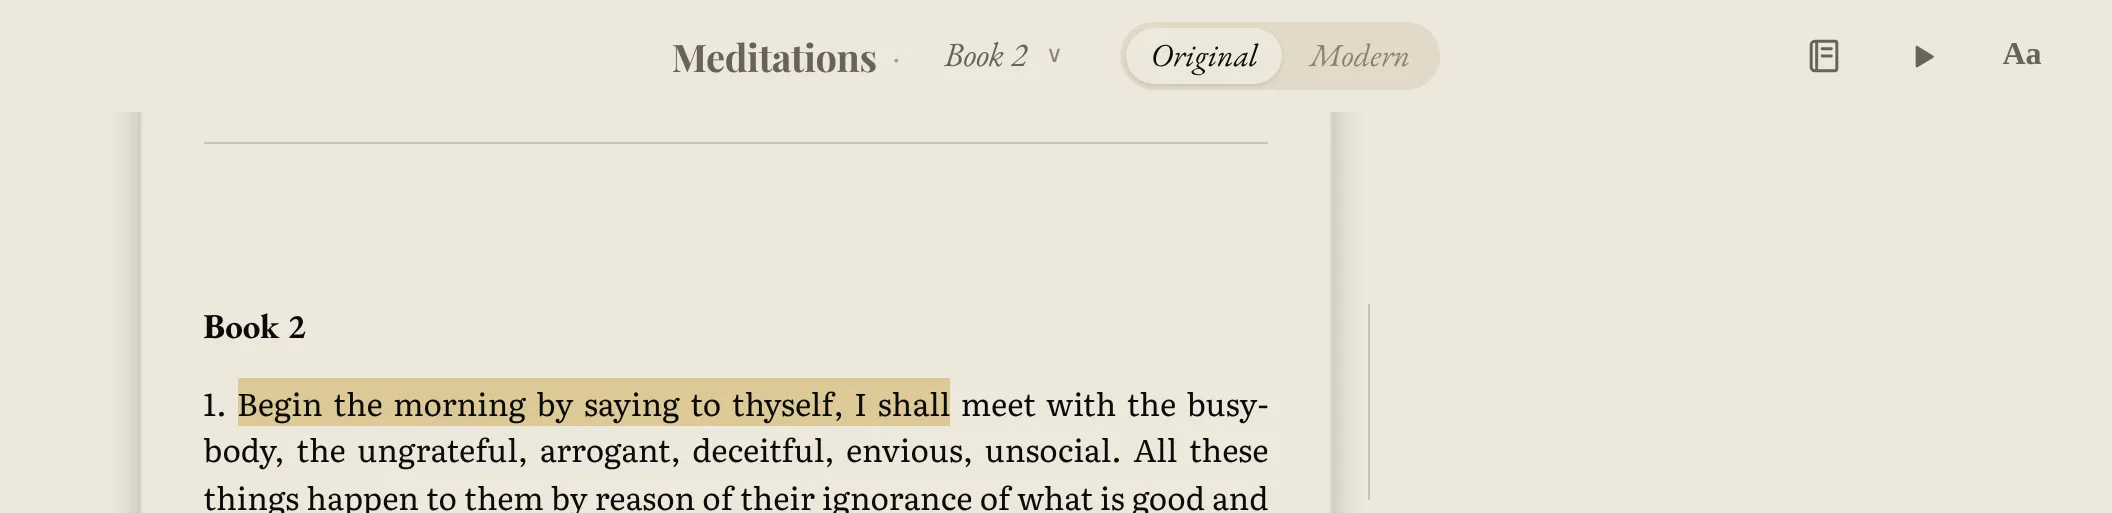 Meditations · Book 2 ∨ Original Modern Aa
Book 2
1. Begin the morning by saying to thyself, I shall meet with the busy-
body, the ungrateful, arrogant, deceitful, envious, unsocial. All these
things happen to them by reason of their ignorance of what is good and